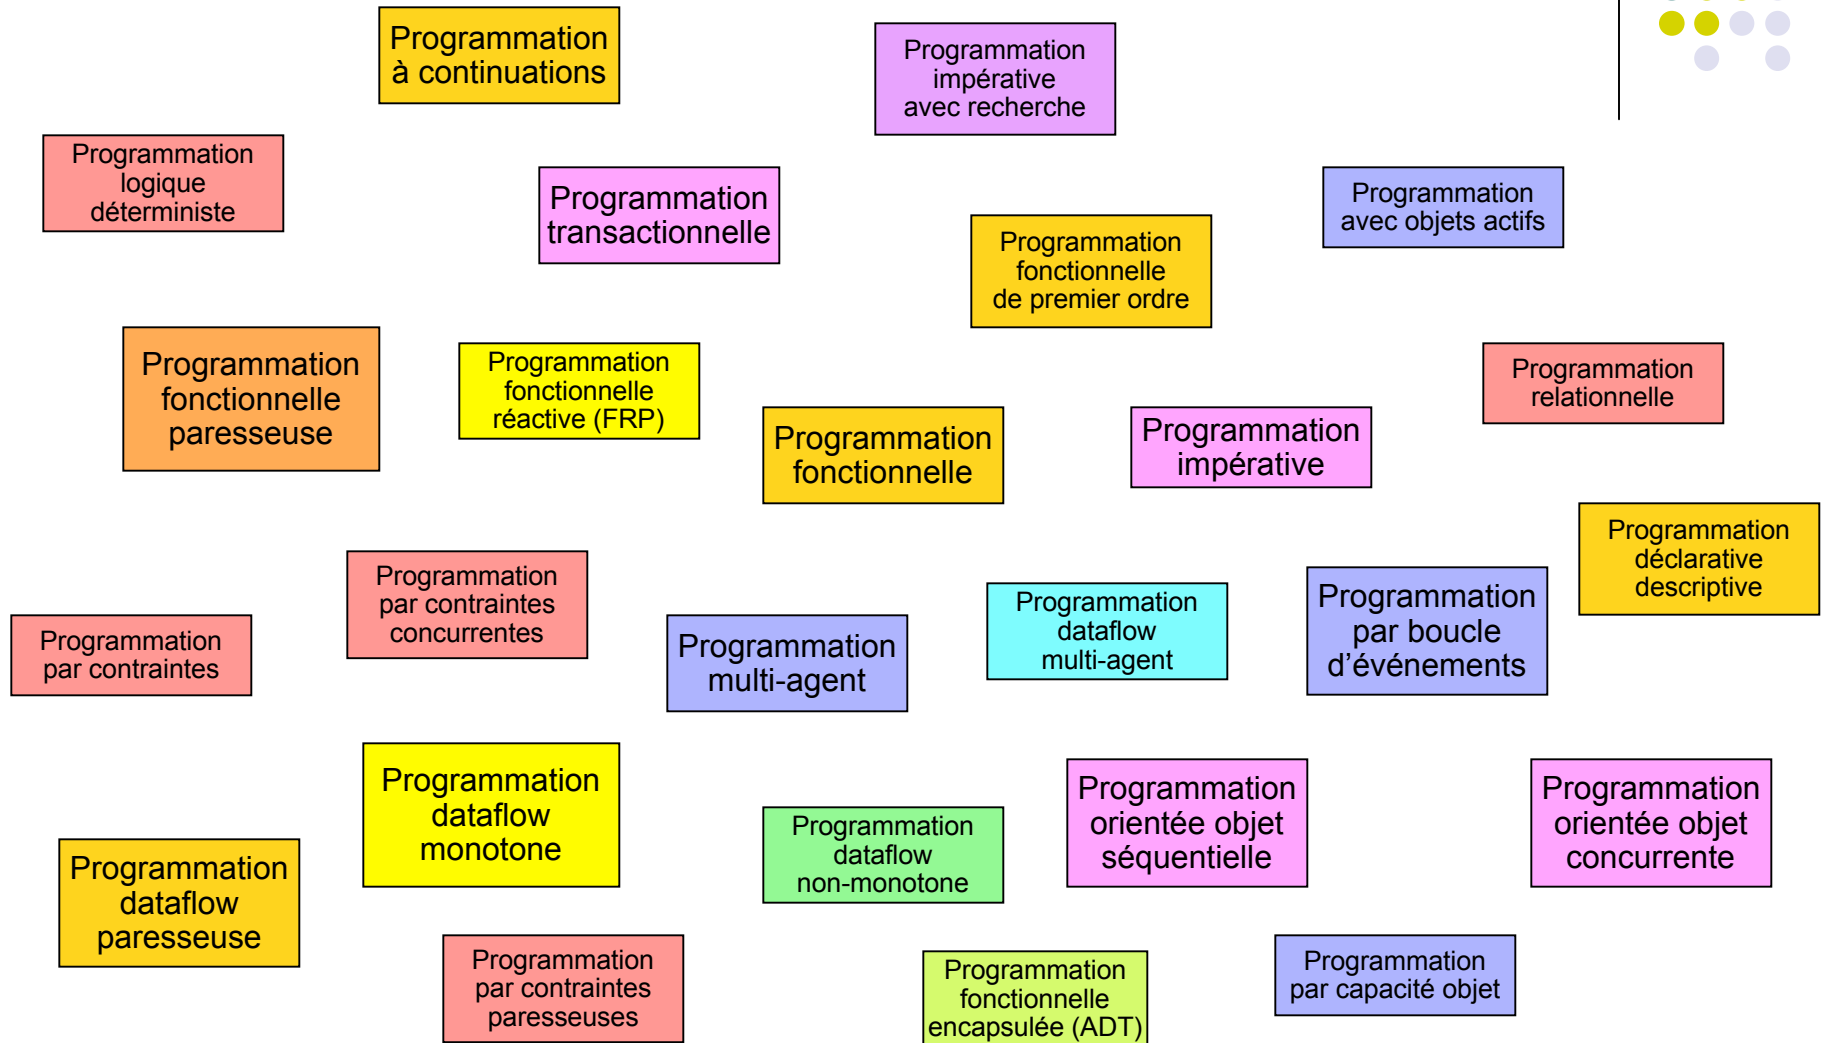 Programmation
à continuations
Programmation
impérative
avec recherche
Programmation
logique
déterministe
Programmation
transactionnelle
Programmation
avec objets actifs
Programmation
fonctionnelle
de premier ordre
Programmation
fonctionnelle
paresseuse
Programmation
fonctionnelle
réactive (FRP)
Programmation
relationnelle
Programmation
fonctionnelle
Programmation
impérative
Programmation
déclarative
descriptive
Programmation
par contraintes
concurrentes
Programmation
par boucle
d’événements
Programmation
dataflow
multi-agent
Programmation
par contraintes
Programmation
multi-agent
Programmation
dataflow
monotone
Programmation
orientée objet
séquentielle
Programmation
orientée objet
concurrente
Programmation
dataflow
non-monotone
Programmation
dataflow
paresseuse
Programmation
par contraintes
paresseuses
Programmation
fonctionnelle
encapsulée (ADT)
Programmation
par capacité objet